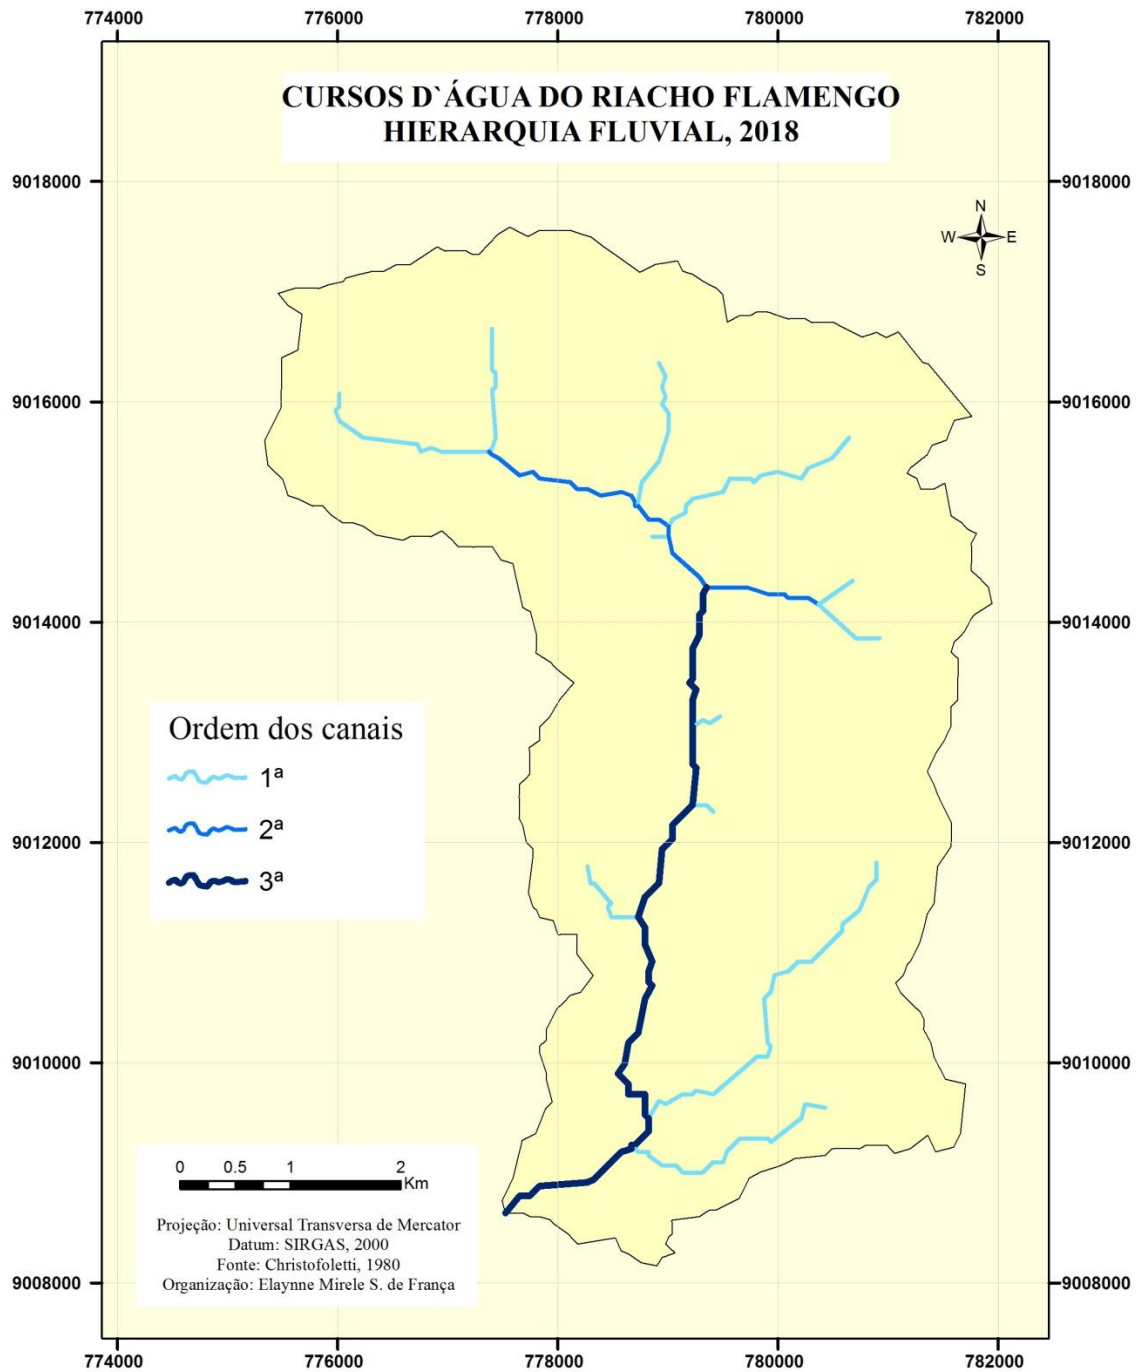 774000 776000 778000 780000 782000
CURSOS D`ÁGUA DO RIACHO FLAMENGO
HIERARQUIA FLUVIAL, 2018
9018000 9018000
N
W E
S
9016000 9016000
9014000 9014000
Ordem dos canais
1ª
2ª
3ª
9012000 9012000
9010000 9010000
0 0.5 1 2
Km
Projeção: Universal Transversa de Mercator
Datum: SIRGAS, 2000
Fonte: Christofoletti, 1980
Organização: Elaynne Mirele S. de França
9008000 9008000
774000 776000 778000 780000 782000